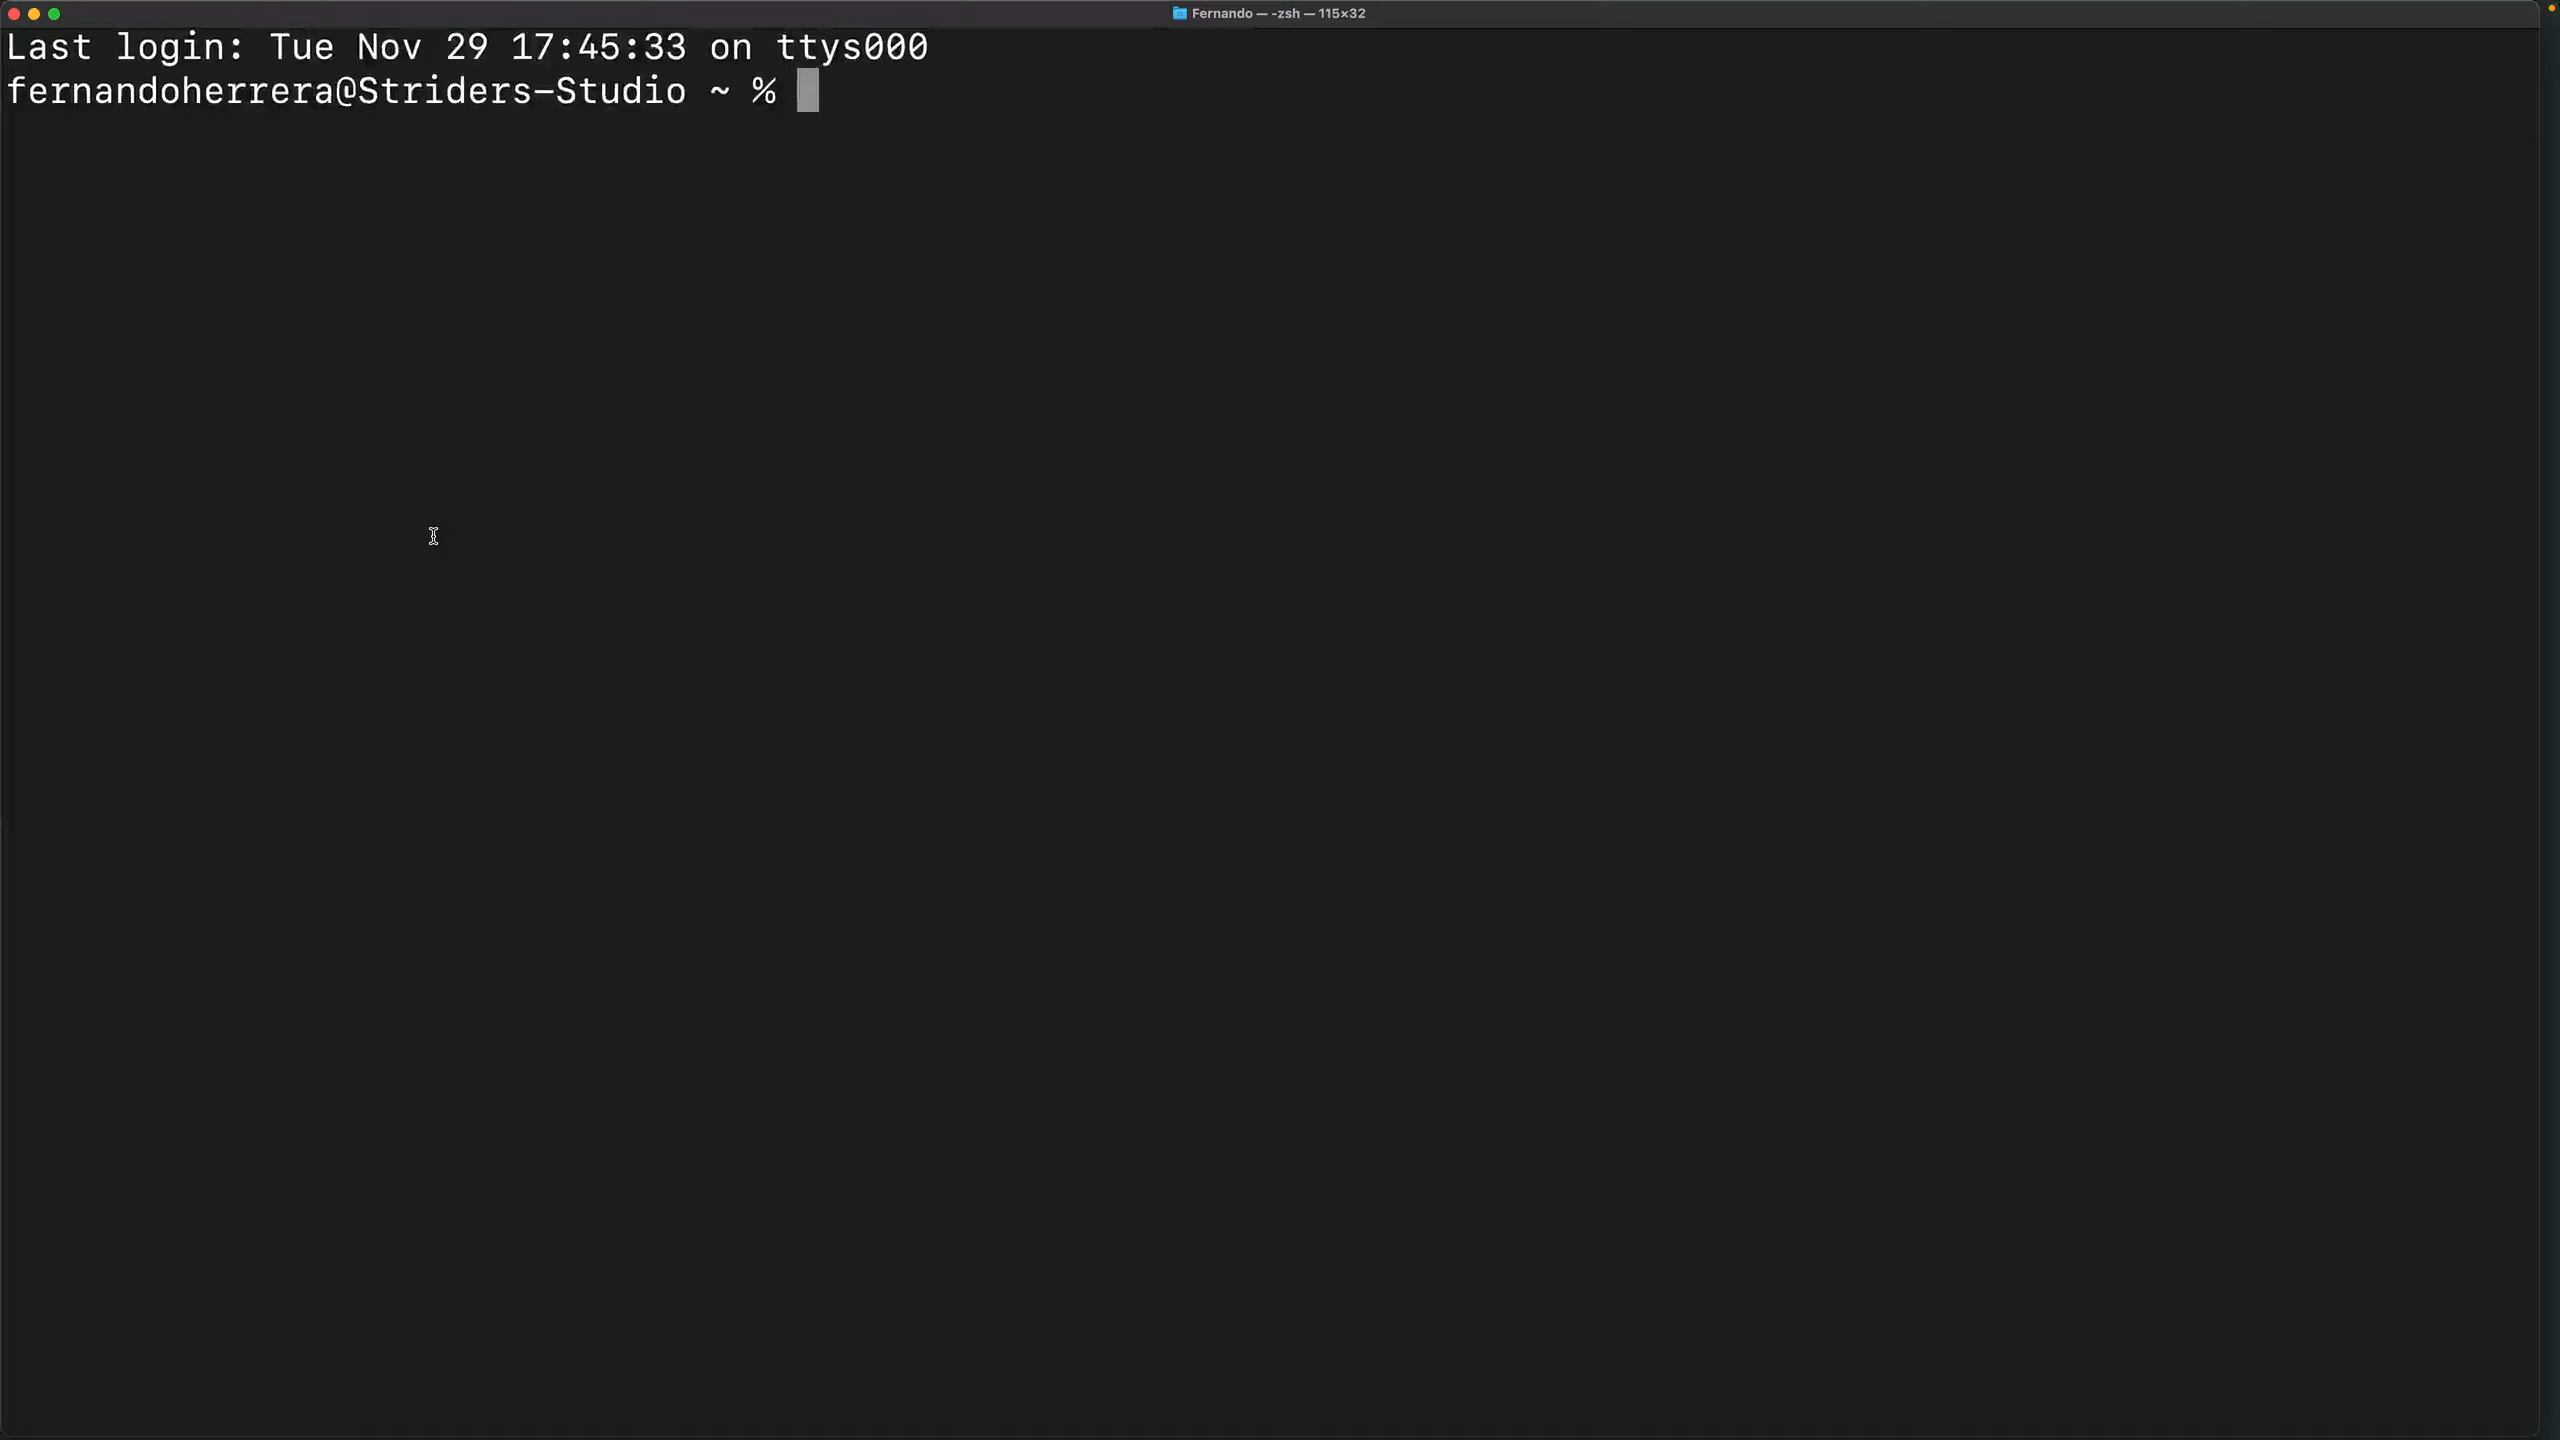 Fernando — -zsh — 115×32
Last login: Tue Nov 29 17:45:33 on ttys000
fernandoherrera@Striders-Studio ~ %